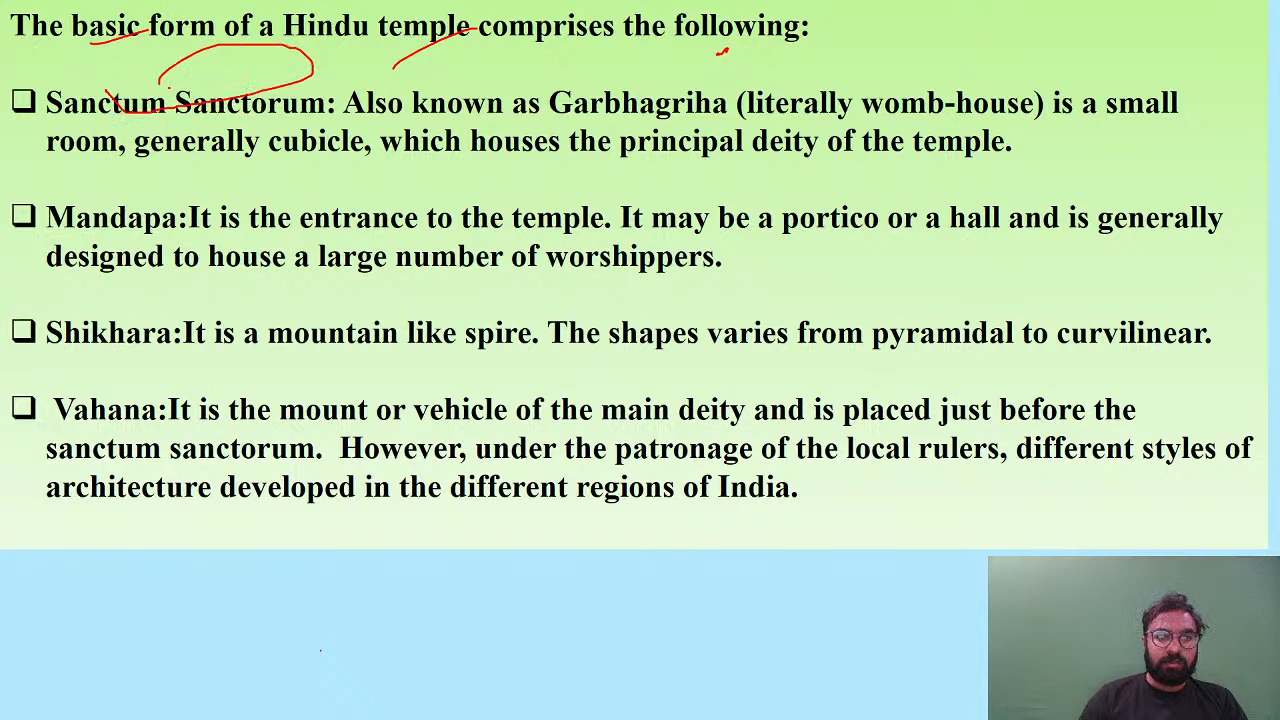 The basic form of a Hindu temple comprises the following:
❑ Sanctum Sanctorum: Also known as Garbhagriha (literally womb-house) is a small
room, generally cubicle, which houses the principal deity of the temple.
❑ Mandapa:It is the entrance to the temple. It may be a portico or a hall and is generally
designed to house a large number of worshippers.
❑ Shikhara:It is a mountain like spire. The shapes varies from pyramidal to curvilinear.
❑ Vahana:It is the mount or vehicle of the main deity and is placed just before the
sanctum sanctorum. However, under the patronage of the local rulers, different styles of
architecture developed in the different regions of India.